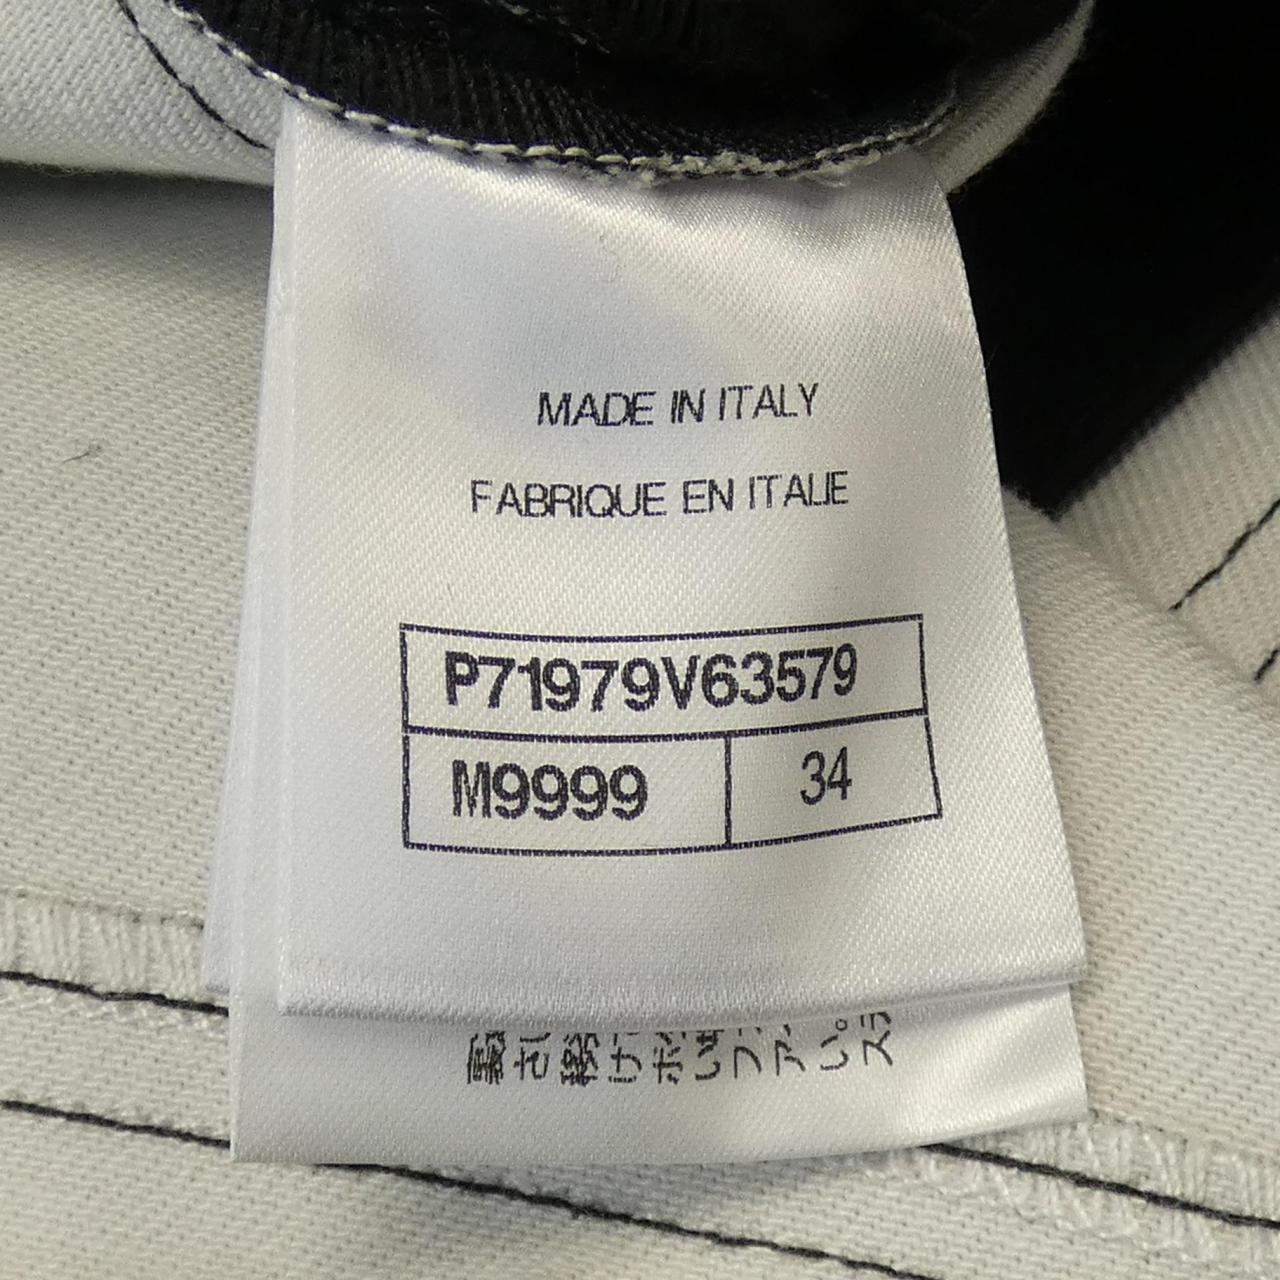 MADE IN ITALY
FABRIQUE EN ITALIE
P71979V63579
M9999 34